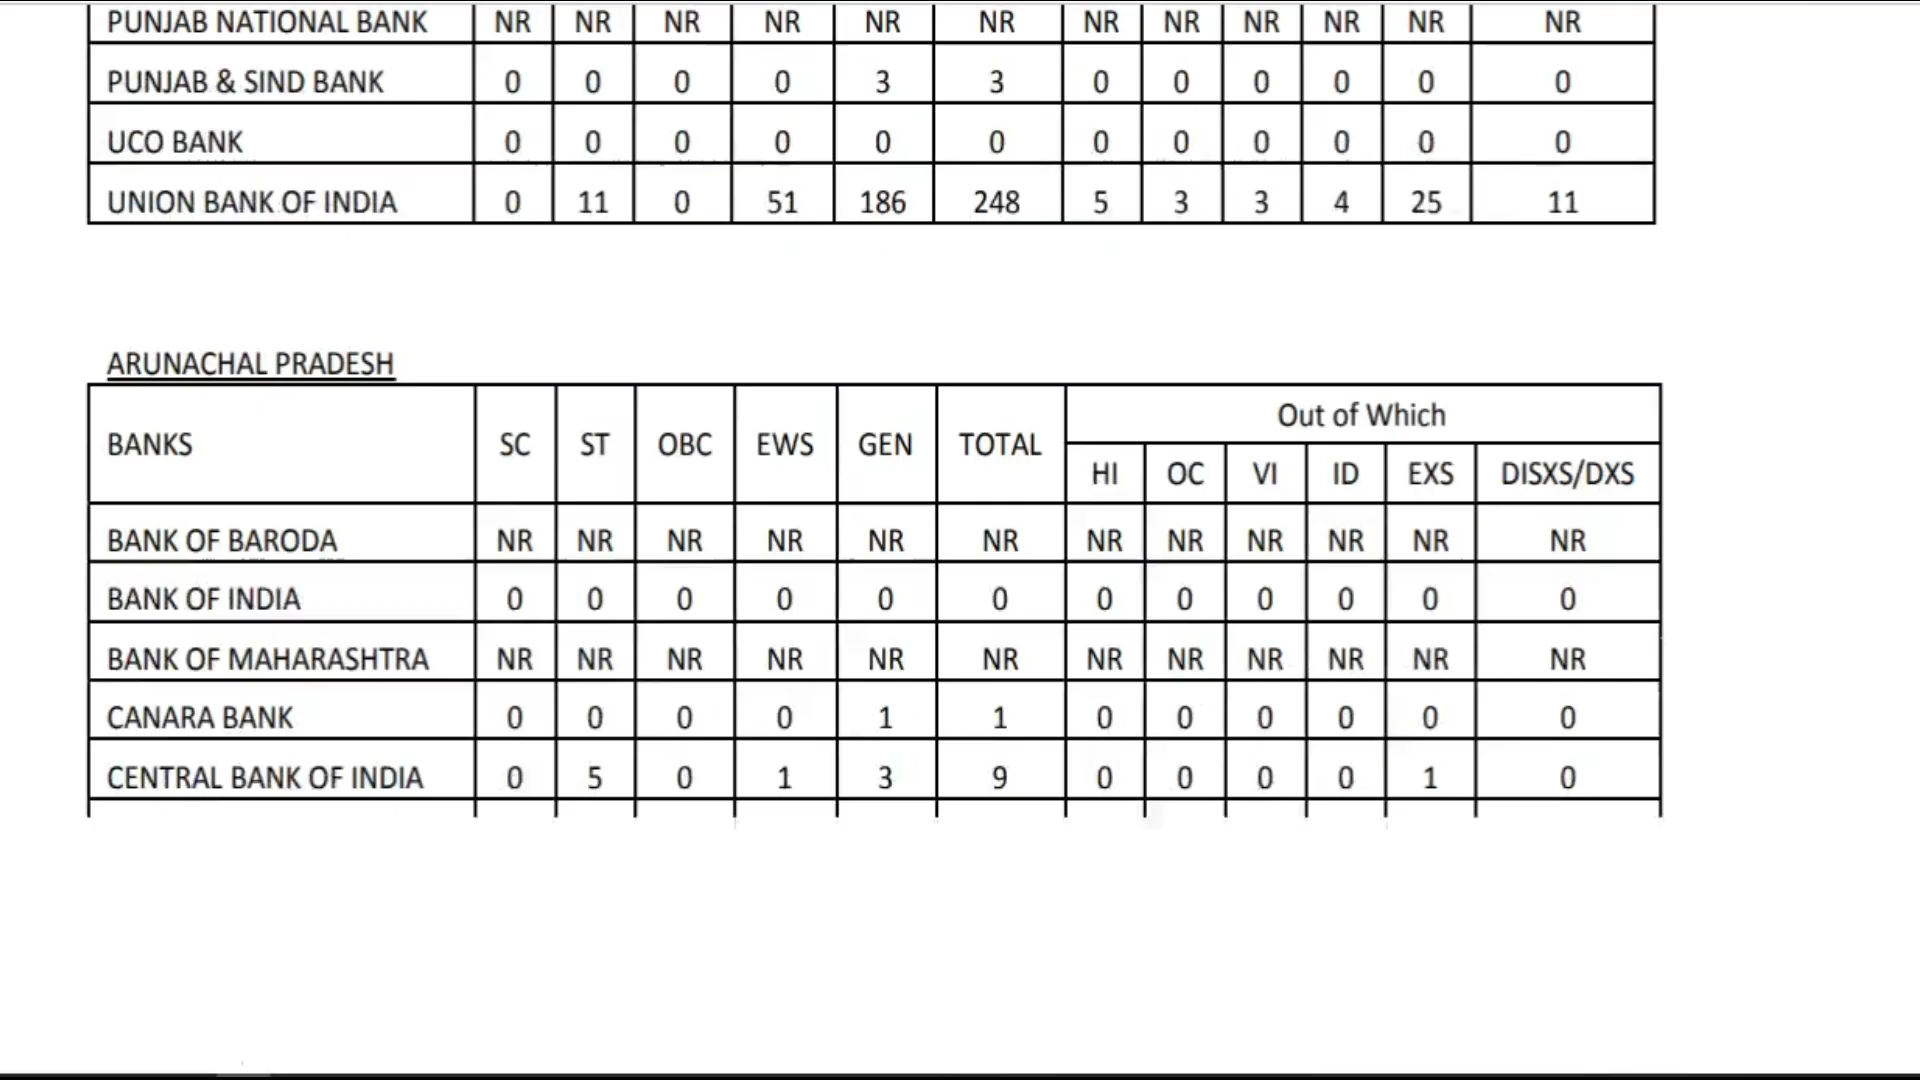 PUNJAB NATIONAL BANK NR NR NR NR NR NR NR NR NR NR NR NR
PUNJAB & SIND BANK 0 0 0 0 3 3 0 0 0 0 0 0
UCO BANK 0 0 0 0 0 0 0 0 0 0 0 0
UNION BANK OF INDIA 0 11 0 51 186 248 5 3 3 4 25 11
ARUNACHAL PRADESH
BANKS SC ST OBC EWS GEN TOTAL Out of Which
HI OC VI ID EXS DISXS/DXS
BANK OF BARODA NR NR NR NR NR NR NR NR NR NR NR NR
BANK OF INDIA 0 0 0 0 0 0 0 0 0 0 0 0
BANK OF MAHARASHTRA NR NR NR NR NR NR NR NR NR NR NR NR
CANARA BANK 0 0 0 0 1 1 0 0 0 0 0 0
CENTRAL BANK OF INDIA 0 5 0 1 3 9 0 0 0 0 1 0